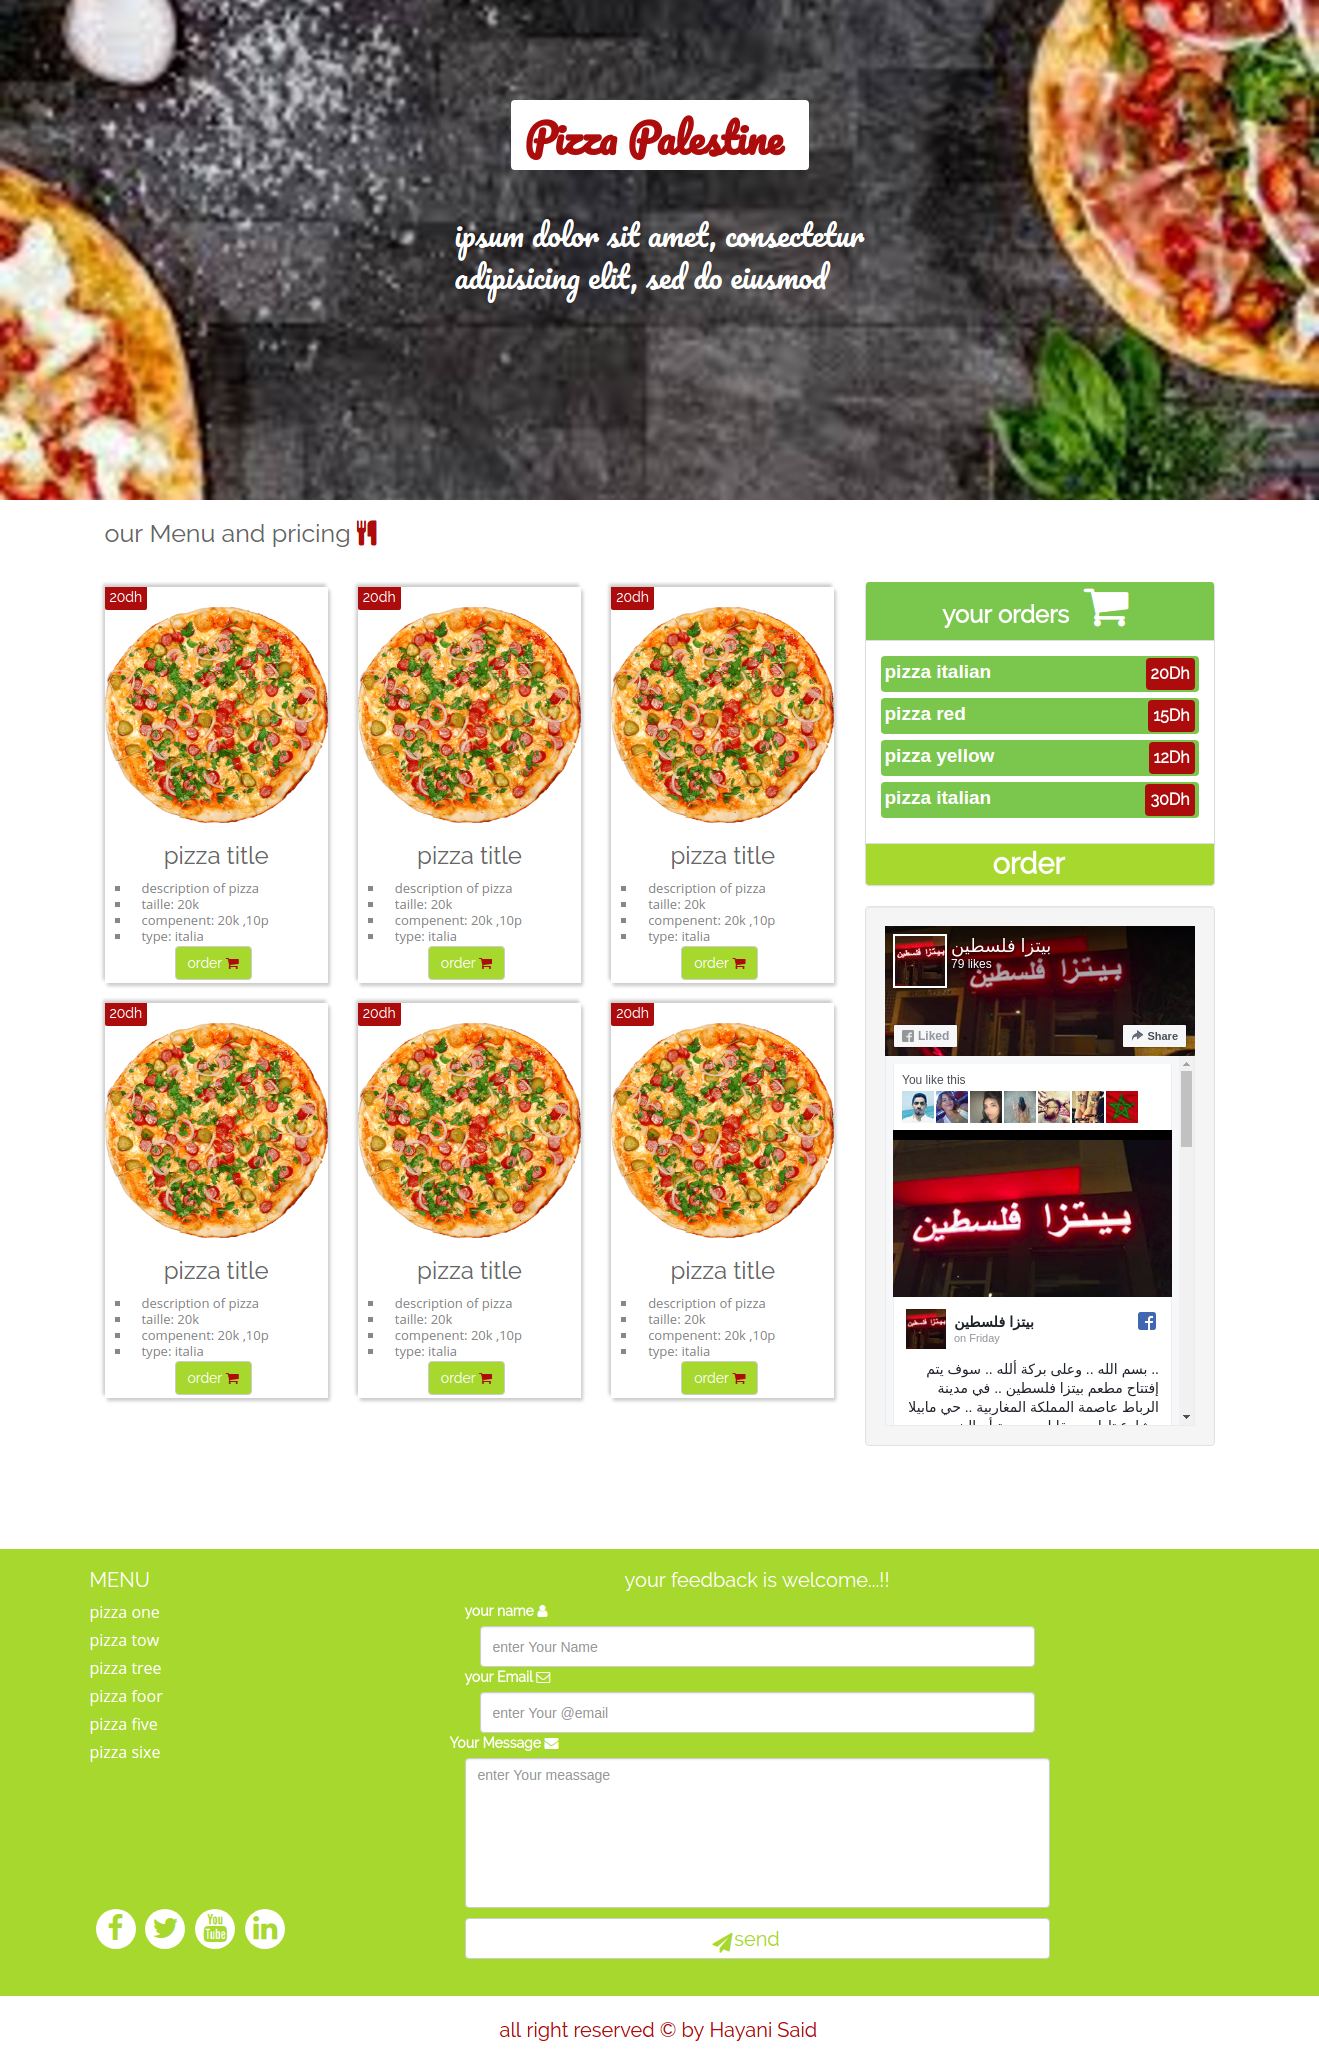 Pizza Palestine
ipsum dolor sit amet, consectetur
adipisicing elit, sed do eiusmod
our Menu and pricing
20dh
pizza title
description of pizza
taille: 20k
compenent: 20k ,10p
type: italia
order
20dh
pizza title
description of pizza
taille: 20k
compenent: 20k ,10p
type: italia
order
20dh
pizza title
description of pizza
taille: 20k
compenent: 20k ,10p
type: italia
order
20dh
pizza title
description of pizza
taille: 20k
compenent: 20k ,10p
type: italia
order
20dh
pizza title
description of pizza
taille: 20k
compenent: 20k ,10p
type: italia
order
20dh
pizza title
description of pizza
taille: 20k
compenent: 20k ,10p
type: italia
order
your orders
pizza italian 20Dh
pizza red 15Dh
pizza yellow 12Dh
pizza italian 30Dh
order
بيتزا فلسطين
بيتزا فلسطين
79 likes
بيتزا فلسطين
Liked
Share
You like this
بيتزا فلسطين
بيتزا فلسطين
on Friday
.. بسم الله .. وعلى بركة ألله .. سوف يتم
إفتتاح مطعم بيتزا فلسطين .. في مدينة
الرباط عاصمة المملكة المغاربية .. حي مابيلا
MENU
pizza one
pizza tow
pizza tree
pizza foor
pizza five
pizza sixe
You
Tube
your feedback is welcome...!!
your name
enter Your Name
your Email
enter Your @email
Your Message
enter Your meassage
send
all right reserved © by Hayani Said